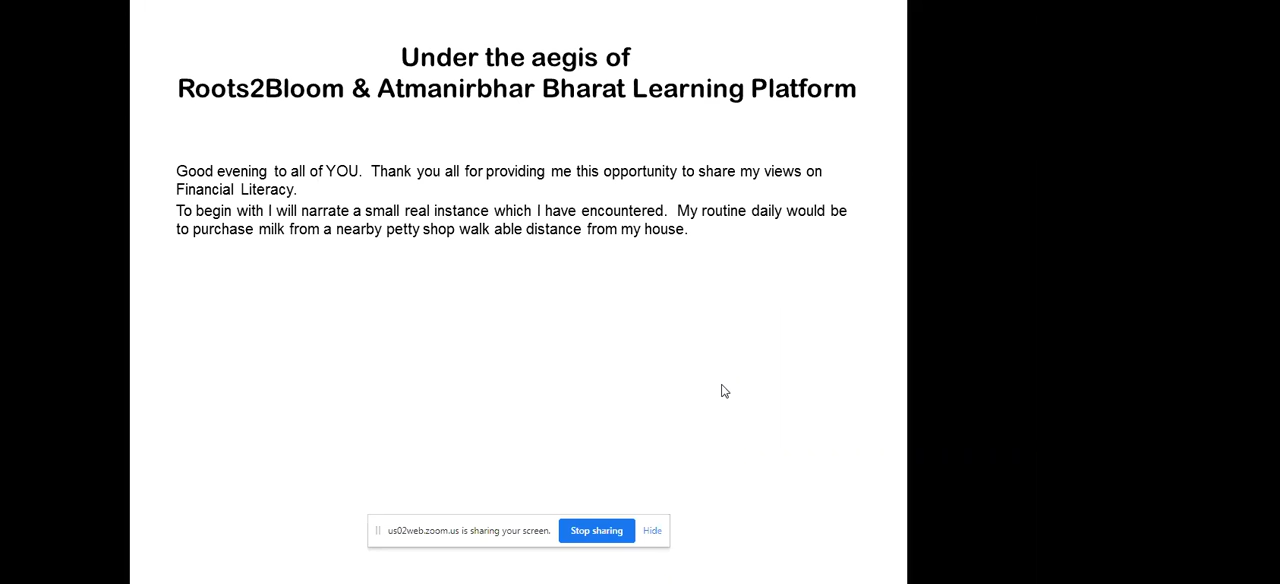 Under the aegis of
Roots2Bloom & Atmanirbhar Bharat Learning Platform
Good evening to all of YOU. Thank you all for providing me this opportunity to share my views on
Financial Literacy.
To begin with I will narrate a small real instance which I have encountered. My routine daily would be
to purchase milk from a nearby petty shop walk able distance from my house.
us02web.zoom.us is sharing your screen. Stop sharing Hide